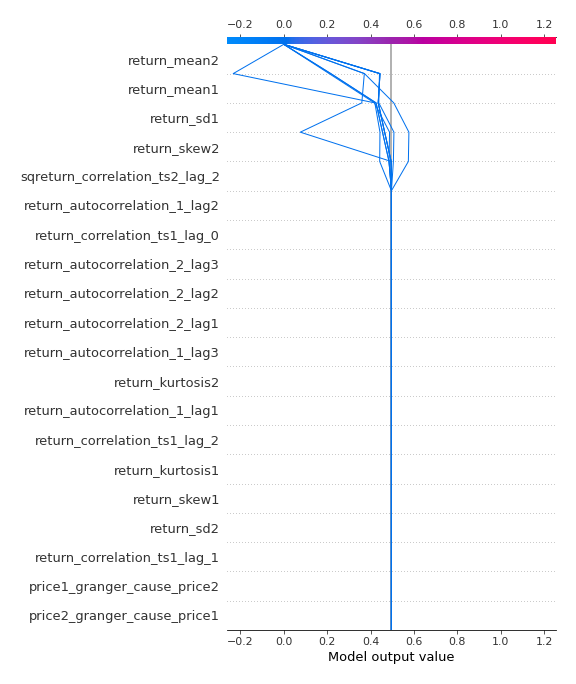 −0.2 0.0 0.2 0.4 0.6 0.8 1.0 1.2
return_mean2
return_mean1
return_sd1
return_skew2
sqreturn_correlation_ts2_lag_2
return_autocorrelation_1_lag2
return_correlation_ts1_lag_0
return_autocorrelation_2_lag3
return_autocorrelation_2_lag2
return_autocorrelation_2_lag1
return_autocorrelation_1_lag3
return_kurtosis2
return_autocorrelation_1_lag1
return_correlation_ts1_lag_2
return_kurtosis1
return_skew1
return_sd2
return_correlation_ts1_lag_1
price1_granger_cause_price2
price2_granger_cause_price1
−0.2 0.0 0.2 0.4 0.6 0.8 1.0 1.2
Model output value